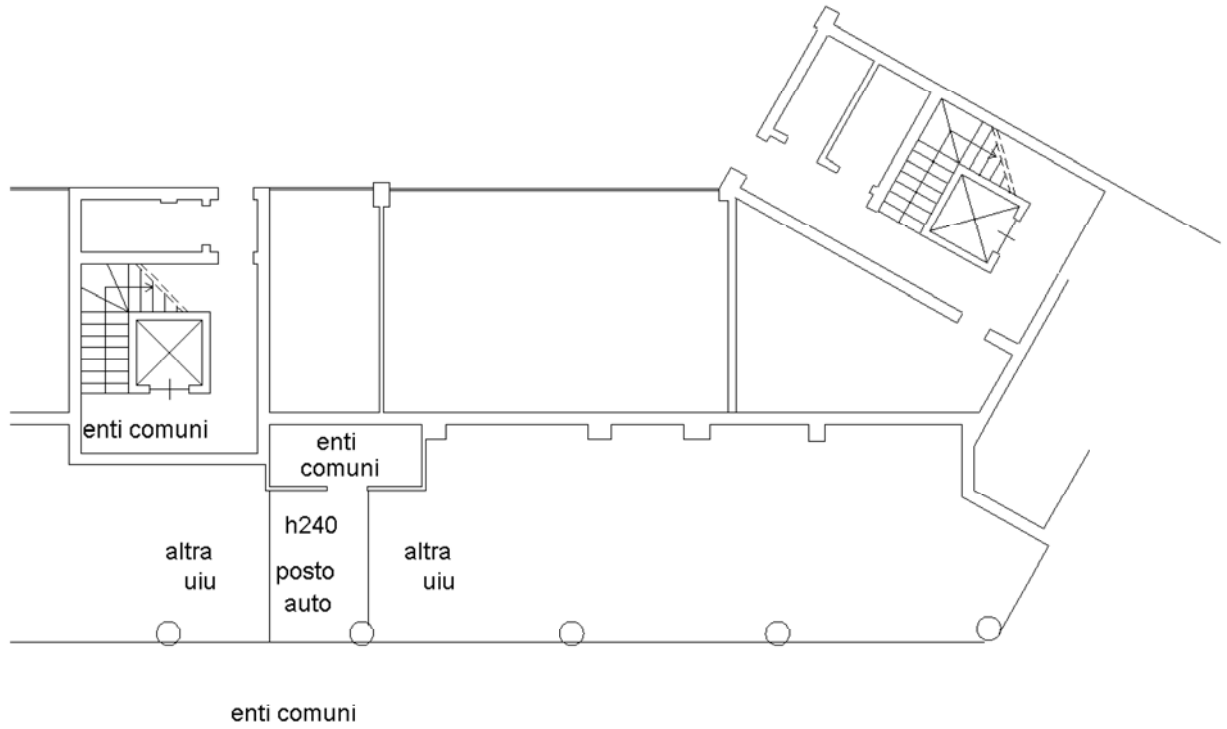 enti comuni
enti
comuni
h240
posto
auto
altra
uiu
altra
uiu
enti comuni